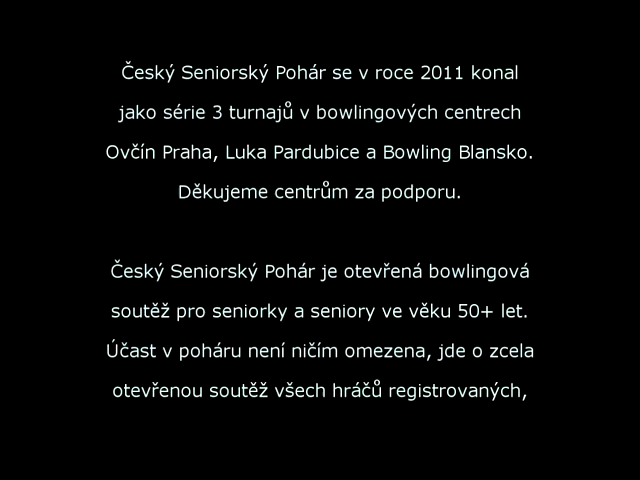 Český Seniorský Pohár se v roce 2011 konal
jako série 3 turnajů v bowlingových centrech
Ovčín Praha, Luka Pardubice a Bowling Blansko.
Děkujeme centrům za podporu.
Český Seniorský Pohár je otevřená bowlingová
soutěž pro seniorky a seniory ve věku 50+ let.
Účast v poháru není ničím omezena, jde o zcela
otevřenou soutěž všech hráčů registrovaných,